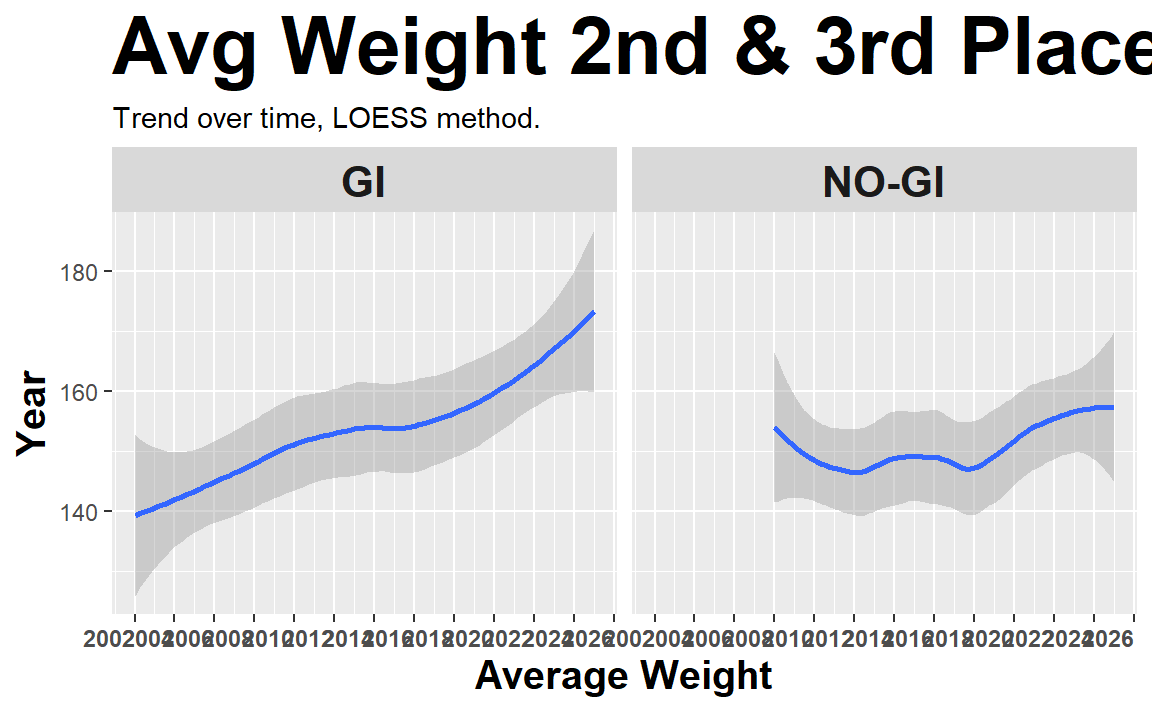 Avg Weight 2nd & 3rd Place
Trend over time, LOESS method.
GI NO-GI
180
160
140
Year
2002 2004 2006 2008 2010 2012 2014 2016 2018 2020 2022 2024 2026 2002 2004 2006 2008 2010 2012 2014 2016 2018 2020 2022 2024 2026
Average Weight